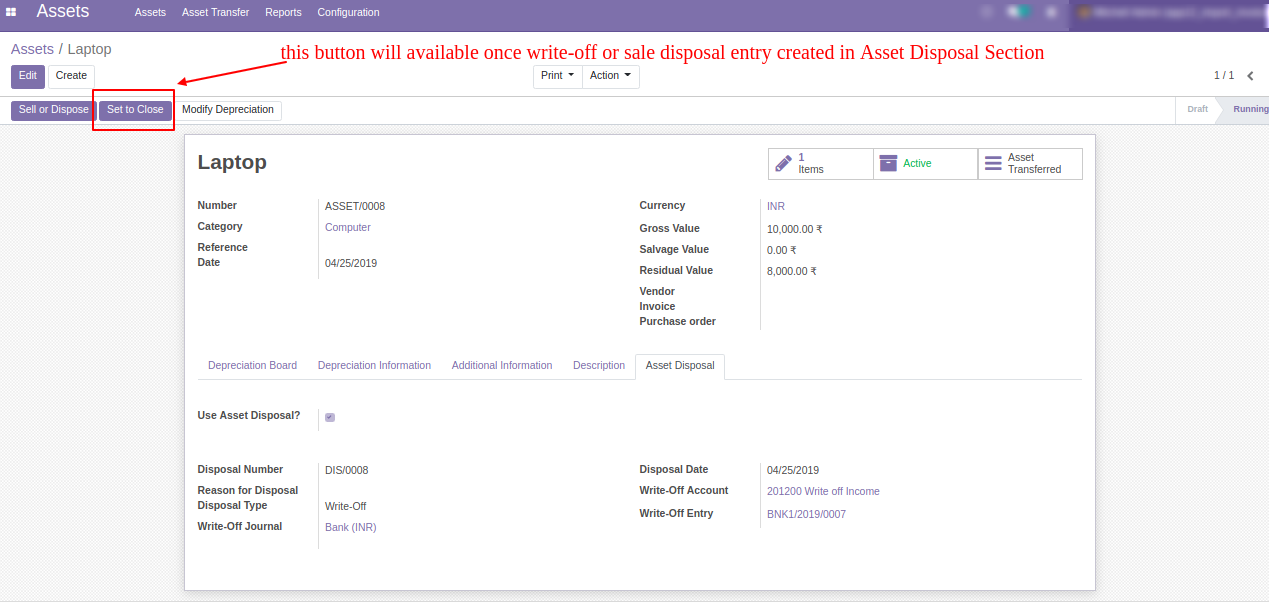 Assets Assets Asset Transfer Reports Configuration
Assets / Laptop
this button will available once write-off or sale disposal entry created in Asset Disposal Section
Edit Create Print Action 1 / 1
Sell or Dispose Set to Close Modify Depreciation Draft Running
Laptop
1
Items
Active
Asset
Transferred
Number ASSET/0008
Category Computer
Reference
Date 04/25/2019
Currency INR
Gross Value 10,000.00 ₹
Salvage Value 0.00 ₹
Residual Value 8,000.00 ₹
Vendor
Invoice
Purchase order
Depreciation Board Depreciation Information Additional Information Description Asset Disposal
Use Asset Disposal?
Disposal Number DIS/0008
Reason for Disposal
Disposal Type Write-Off
Write-Off Journal Bank (INR)
Disposal Date 04/25/2019
Write-Off Account 201200 Write off Income
Write-Off Entry BNK1/2019/0007